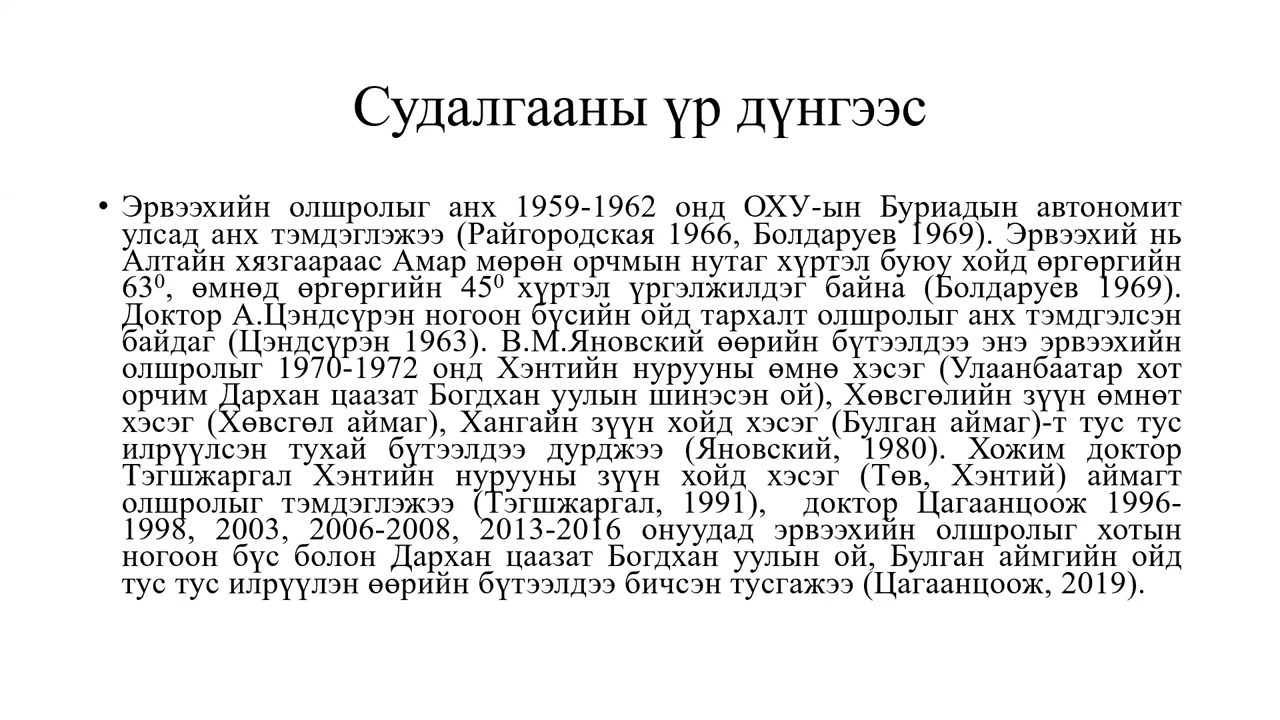 Судалгааны үр дүнгээс
• Эрвээхийн олшролыг анх 1959-1962 онд ОХУ-ын Буриадын автономит
улсад анх тэмдэглэжээ (Райгородская 1966, Болдаруев 1969). Эрвээхий нь
Алтайн хязгаараас Амар мөрөн орчмын нутаг хүртэл буюу хойд өргөргийн
63⁰, өмнөд өргөргийн 45⁰ хүртэл үргэлжилдэг байна (Болдаруев 1969).
Доктор А.Цэндсүрэн ногоон бүсийн ойд тархалт олшролыг анх тэмдгэлсэн
байдаг (Цэндсүрэн 1963). В.М.Яновский өөрийн бүтээлдээ энэ эрвээхийн
олшролыг 1970-1972 онд Хэнтийн нурууны өмнө хэсэг (Улаанбаатар хот
орчим Дархан цаазат Богдхан уулын шинэсэн ой), Хөвсгөлийн зүүн өмнөт
хэсэг (Хөвсгөл аймаг), Хангайн зүүн хойд хэсэг (Булган аймаг)-т тус тус
илрүүлсэн тухай бүтээлдээ дурджээ (Яновский, 1980). Хожим доктор
Тэгшжаргал Хэнтийн нурууны зүүн хойд хэсэг (Төв, Хэнтий) аймагт
олшролыг тэмдэглэжээ (Тэгшжаргал, 1991), доктор Цагаанцоож 1996-
1998, 2003, 2006-2008, 2013-2016 онуудад эрвээхийн олшролыг хотын
ногоон бүс болон Дархан цаазат Богдхан уулын ой, Булган аймгийн ойд
тус тус илрүүлэн өөрийн бүтээлдээ бичсэн тусгажээ (Цагаанцоож, 2019).